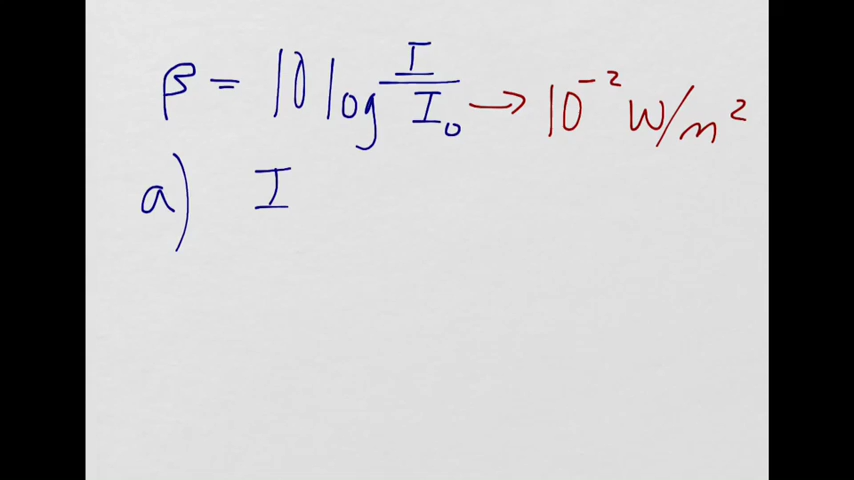 β = 10 log I/I₀ → 10⁻² W/m²
a) I